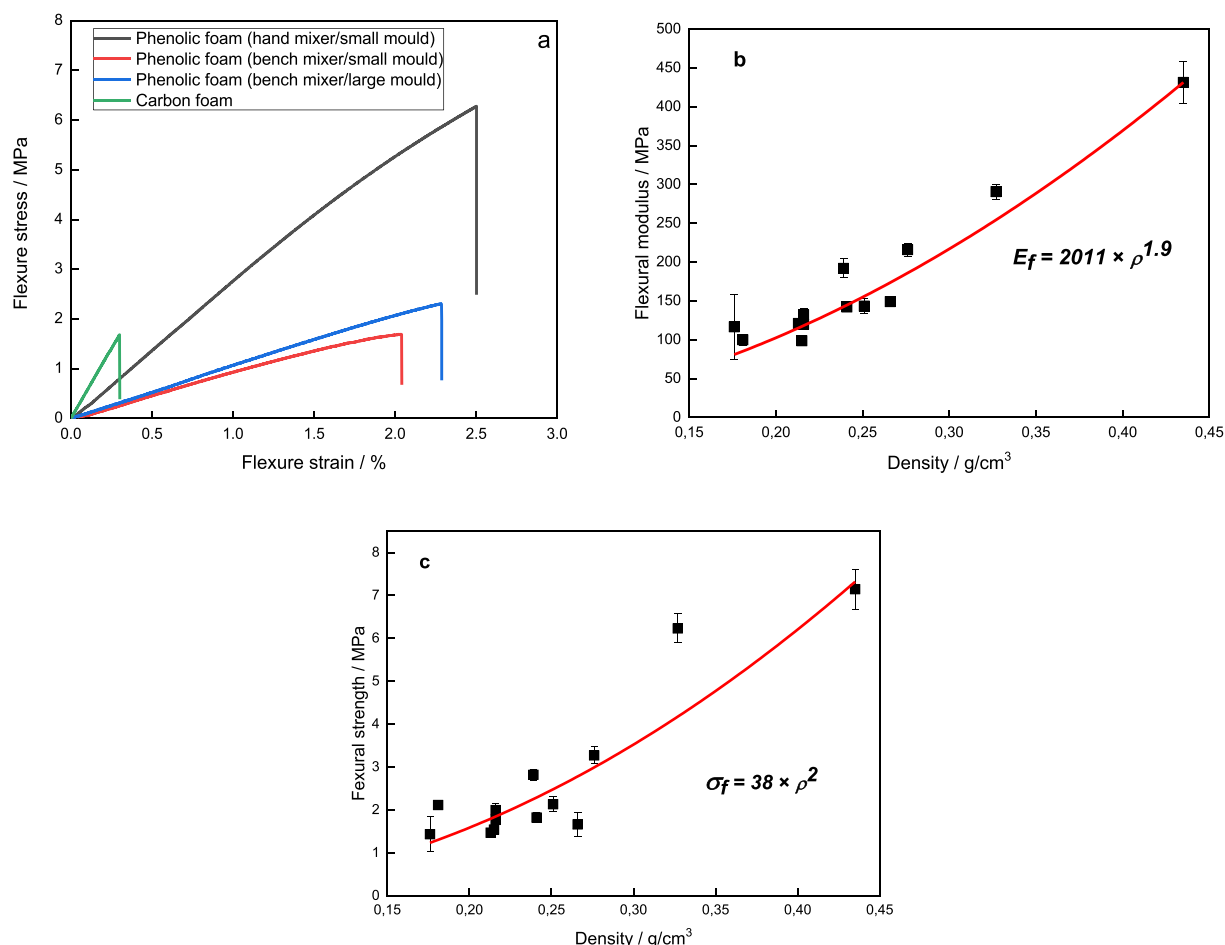 a
Phenolic foam (hand mixer/small mould)
Phenolic foam (bench mixer/small mould)
Phenolic foam (bench mixer/large mould)
Carbon foam
Flexure stress / MPa
8
7
6
5
4
3
2
1
0
0.0 0.5 1.0 1.5 2.0 2.5 3.0
Flexure strain / %
b
Flexural modulus / MPa
500
450
400
350
300
250
200
150
100
50
0
E_f = 2011 × ρ^1.9
0,15 0,20 0,25 0,30 0,35 0,40 0,45
Density / g/cm³
c
Fexural strength / MPa
8
7
6
5
4
3
2
1
0
σ_f = 38 × ρ²
0,15 0,20 0,25 0,30 0,35 0,40 0,45
Density / g/cm³